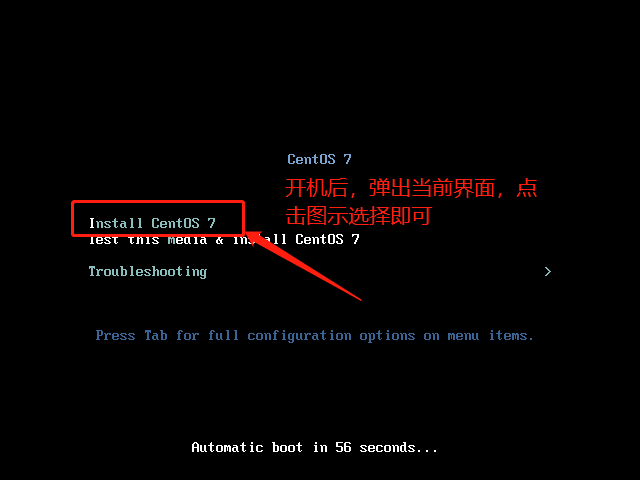 CentOS 7
开机后，弹出当前界面，点
击图示选择即可
Install CentOS 7
Test this media & install CentOS 7
Troubleshooting >
Press Tab for full configuration options on menu items.
Automatic boot in 56 seconds...